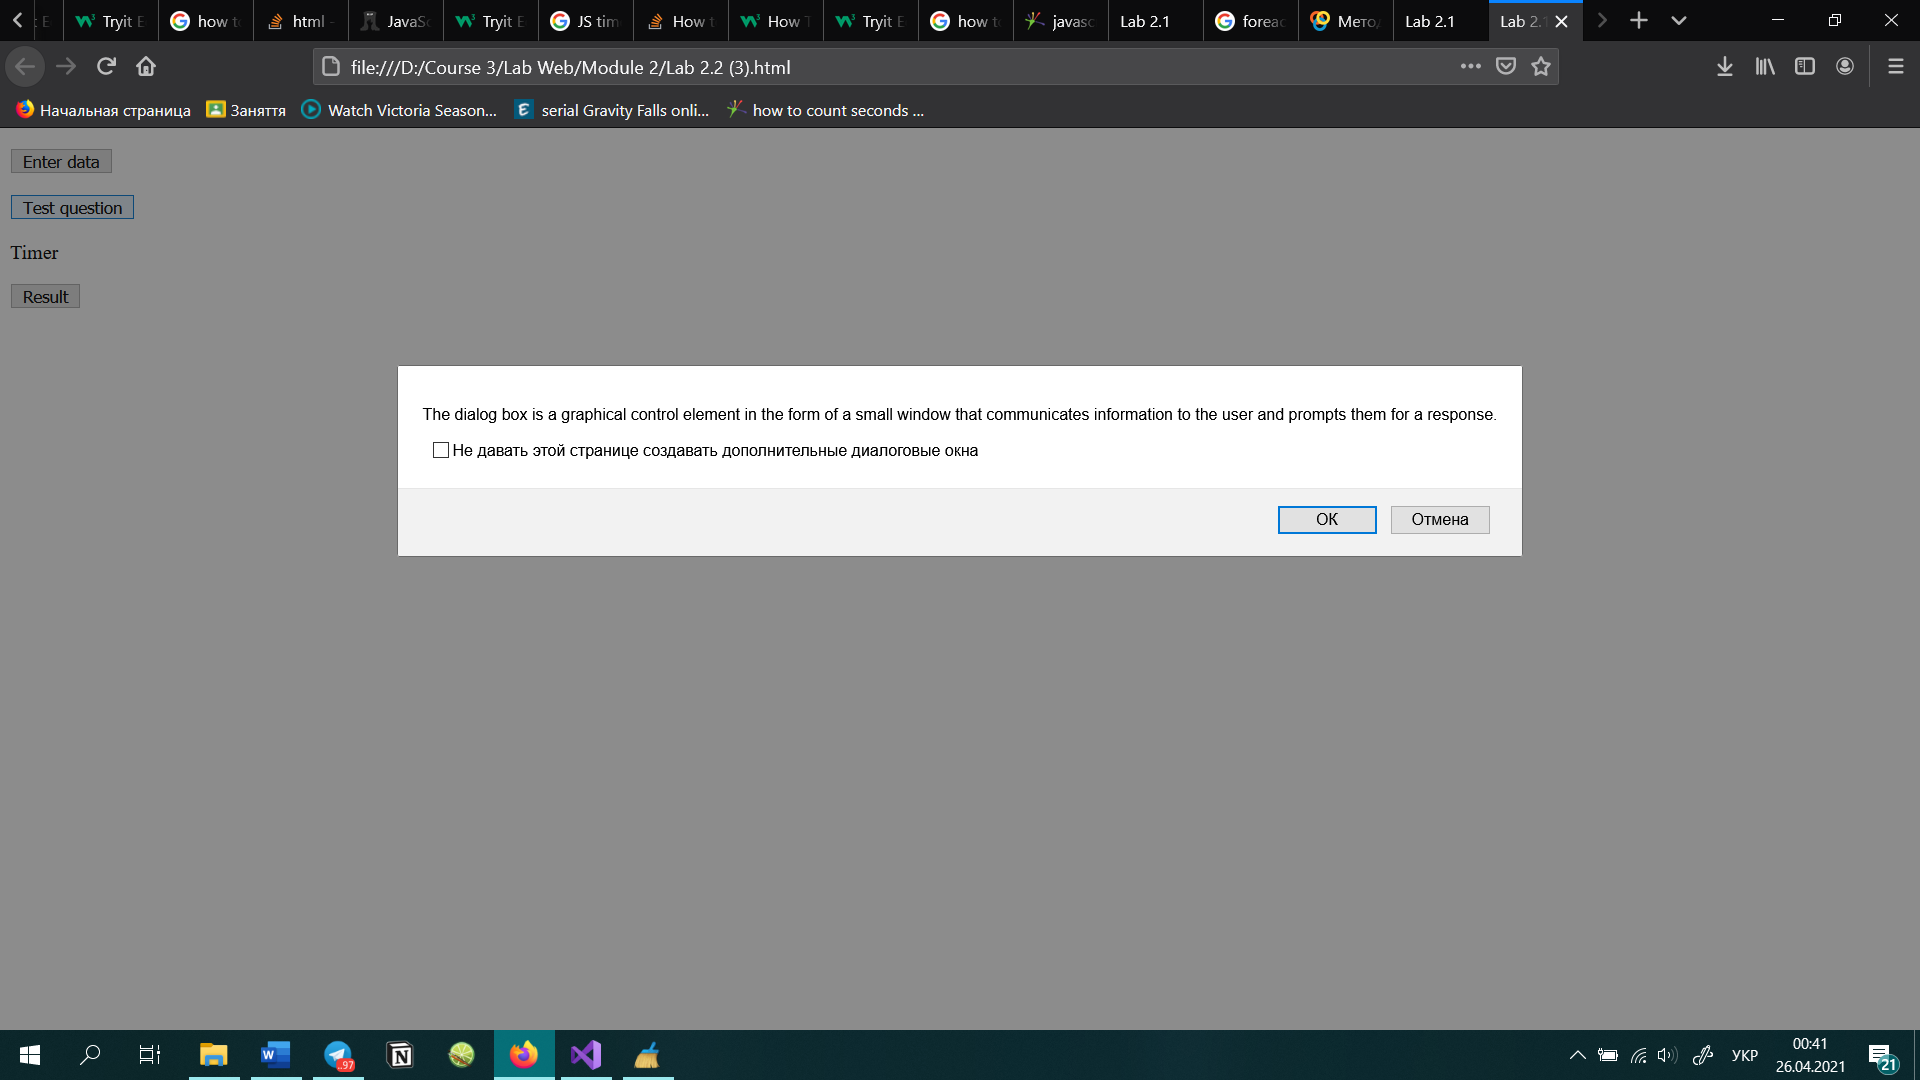 Tryit E
how to
html -
JavaSc
Tryit E
JS tim
How t
How T
Tryit E
how to
javasc
Lab 2.1
foreac
Мето
Lab 2.1
Lab 2.1
file:///D:/Course 3/Lab Web/Module 2/Lab 2.2 (3).html
Начальная страница
Заняття
Watch Victoria Season...
serial Gravity Falls onli...
how to count seconds ...
Enter data
Test question
Timer
Result
The dialog box is a graphical control element in the form of a small window that communicates information to the user and prompts them for a response.
Не давать этой странице создавать дополнительные диалоговые окна
ОК
Отмена
..97
УКР
00:41
26.04.2021
21